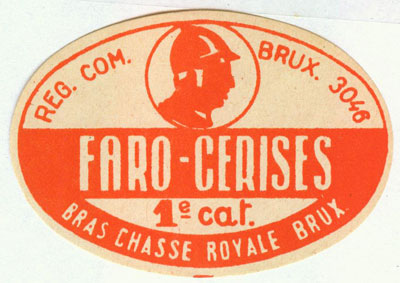 REG. COM. BRUX. 3046
FARO-CERISES
1e cat.
BRAS CHASSE ROYALE BRUX.